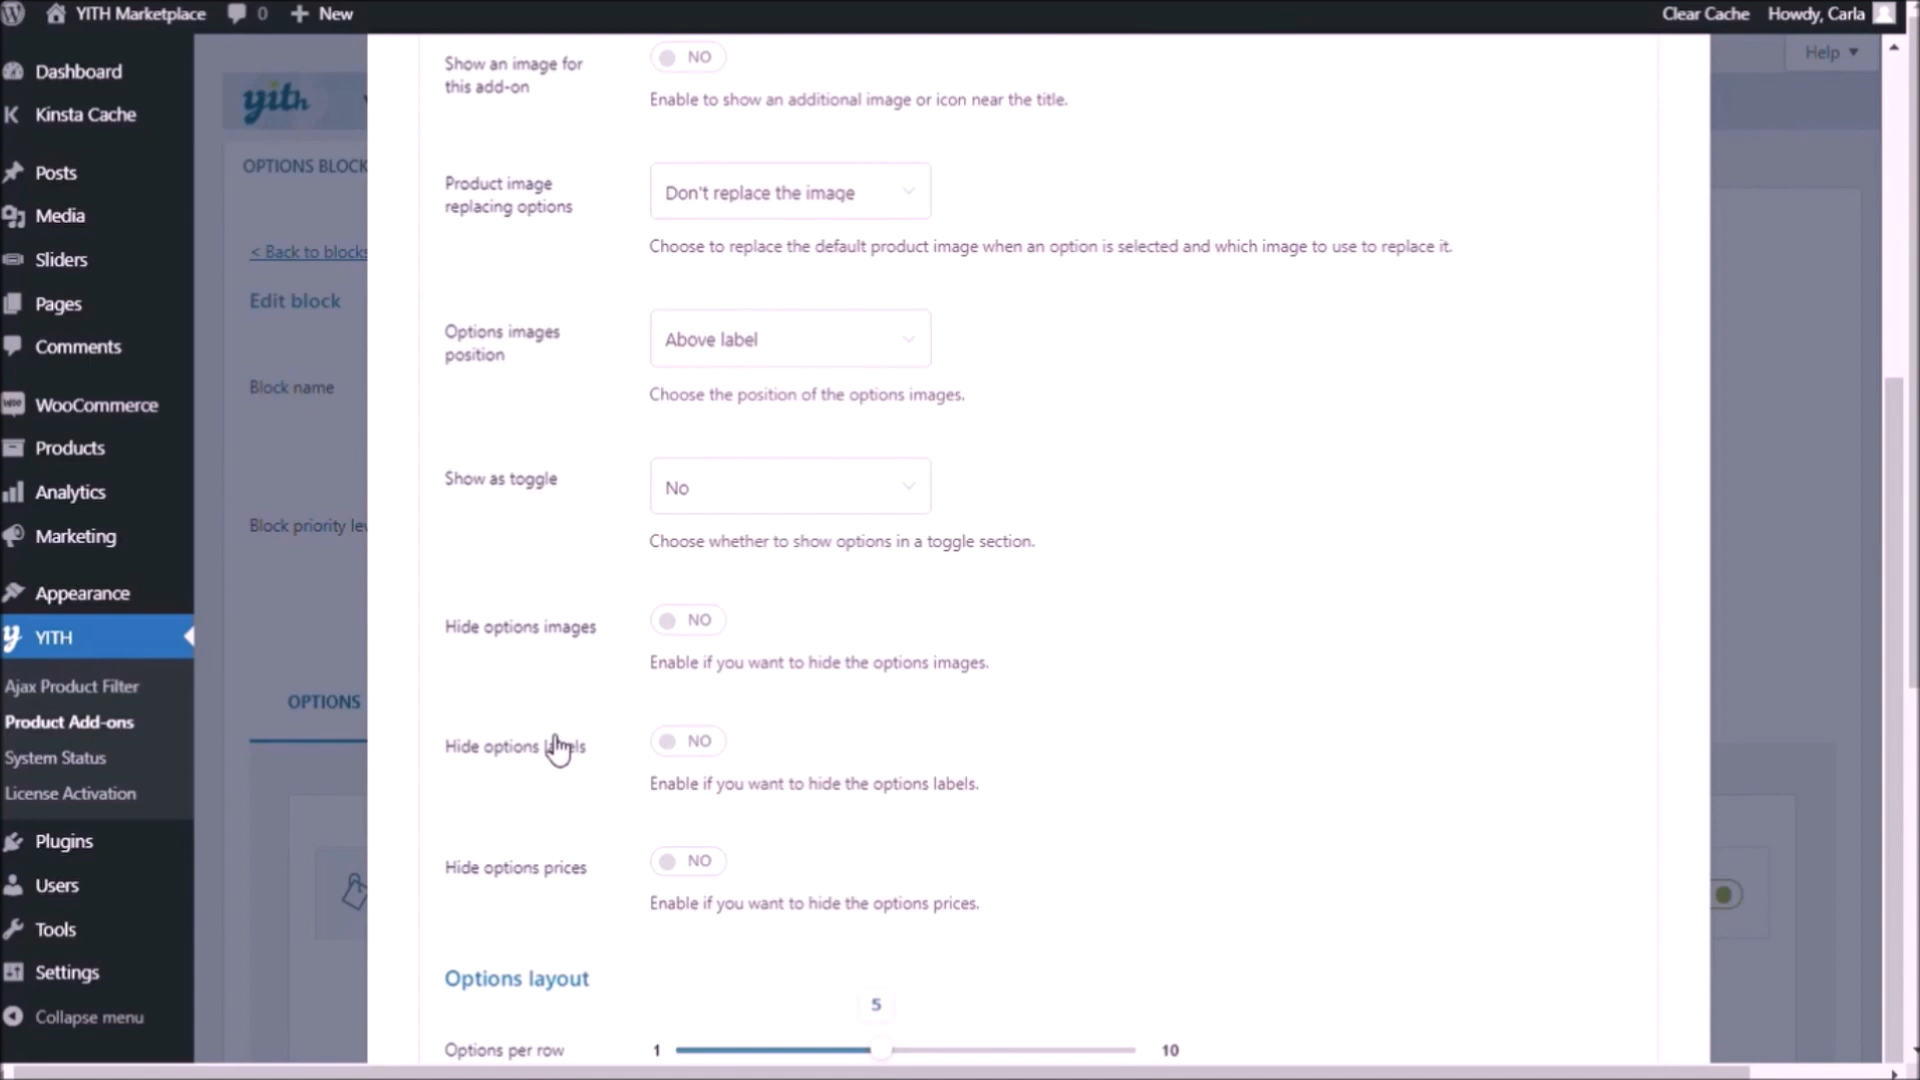 YITH Marketplace
0
New
Clear Cache
Howdy, Carla
Dashboard
Kinsta Cache
Posts
Media
Sliders
Pages
Comments
WooCommerce
Products
Analytics
Marketing
Appearance
YITH
Ajax Product Filter
Product Add-ons
System Status
License Activation
Plugins
Users
Tools
Settings
Collapse menu
Help
yith
OPTIONS BLOCK
< Back to blocks
Edit block
Block name
Block priority lev
OPTIONS
Show an image for
this add-on
NO
Enable to show an additional image or icon near the title.
Product image
replacing options
Don't replace the image
Choose to replace the default product image when an option is selected and which image to use to replace it.
Options images
position
Above label
Choose the position of the options images.
Show as toggle
No
Choose whether to show options in a toggle section.
Hide options images
NO
Enable if you want to hide the options images.
Hide options labels
NO
Enable if you want to hide the options labels.
Hide options prices
NO
Enable if you want to hide the options prices.
Options layout
5
Options per row
1
10